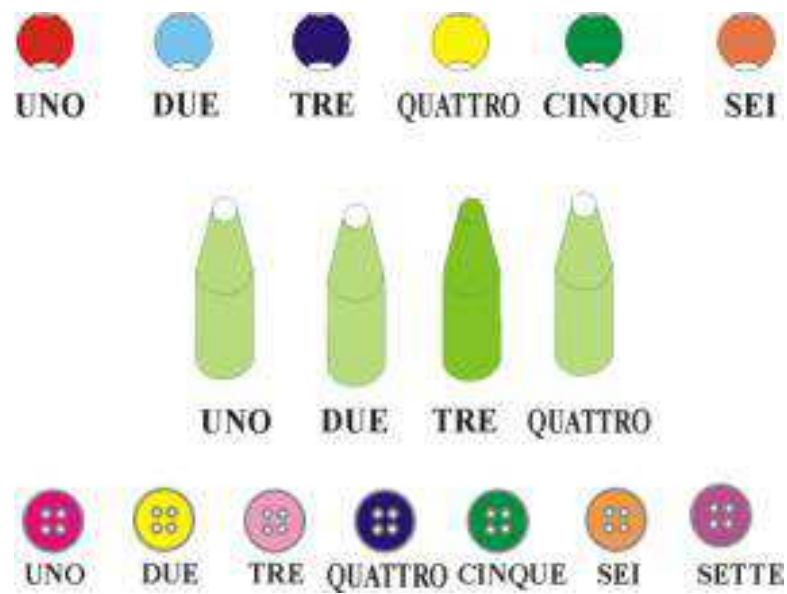 UNO DUE TRE QUATTRO CINQUE SEI
UNO DUE TRE QUATTRO
UNO DUE TRE QUATTRO CINQUE SEI SETTE